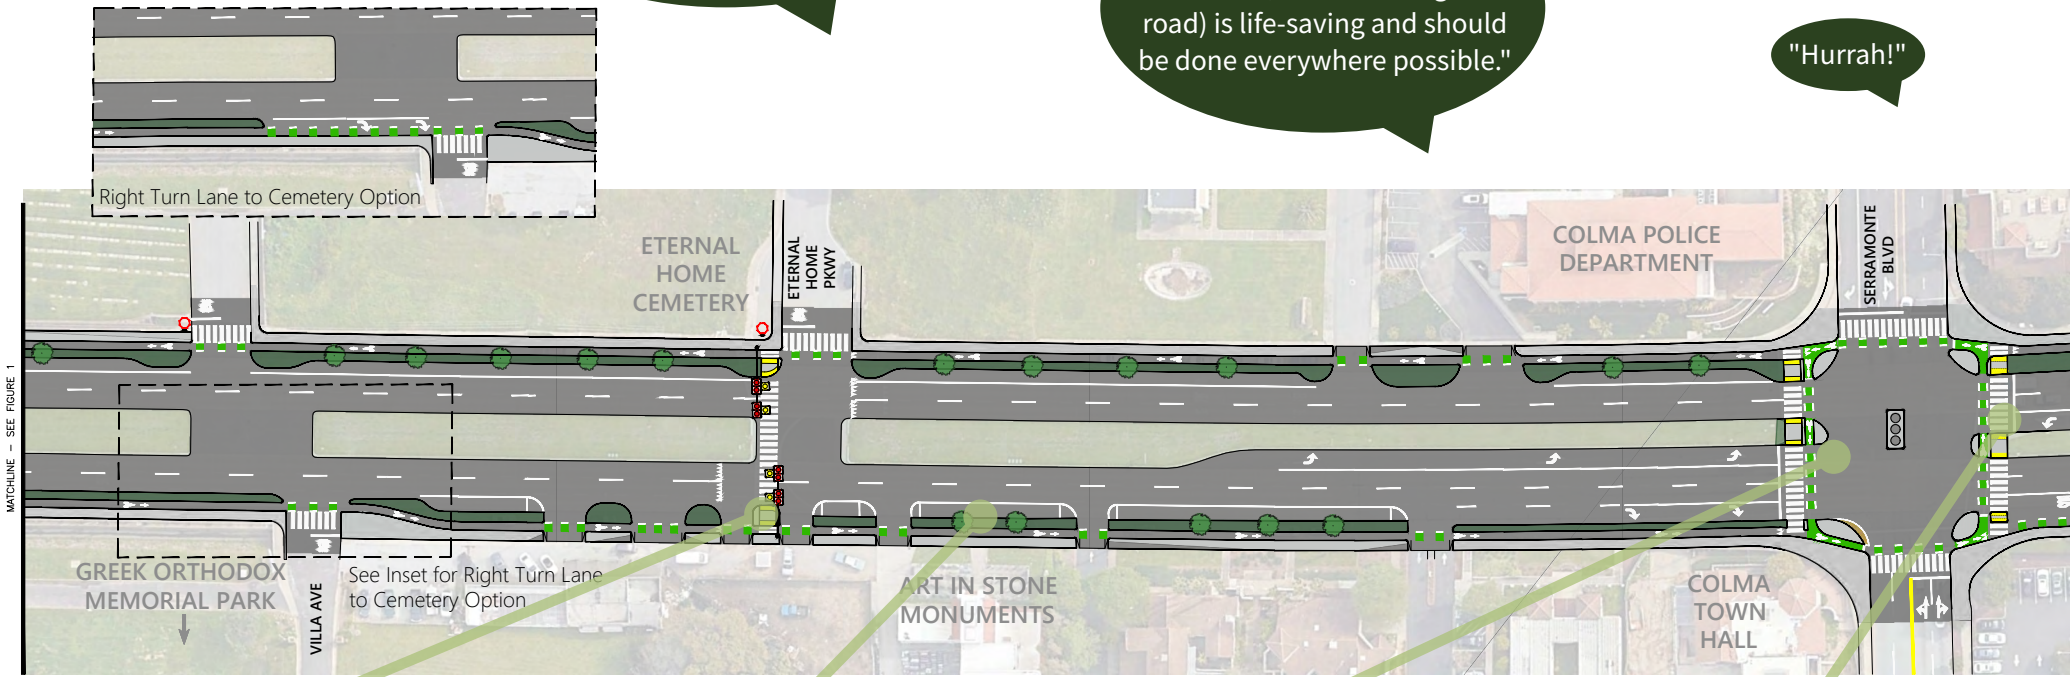 road) is life-saving and should
be done everywhere possible."
"Hurrah!"
Right Turn Lane to Cemetery Option
ETERNAL
HOME
CEMETERY
ETERNAL
HOME
PKWY
COLMA POLICE
DEPARTMENT
SERRAMONTE
BLVD
MATCHLINE – SEE FIGURE 1
GREEK ORTHODOX
MEMORIAL PARK
VILLA AVE
See Inset for Right Turn Lane
to Cemetery Option
ART IN STONE
MONUMENTS
COLMA
TOWN
HALL